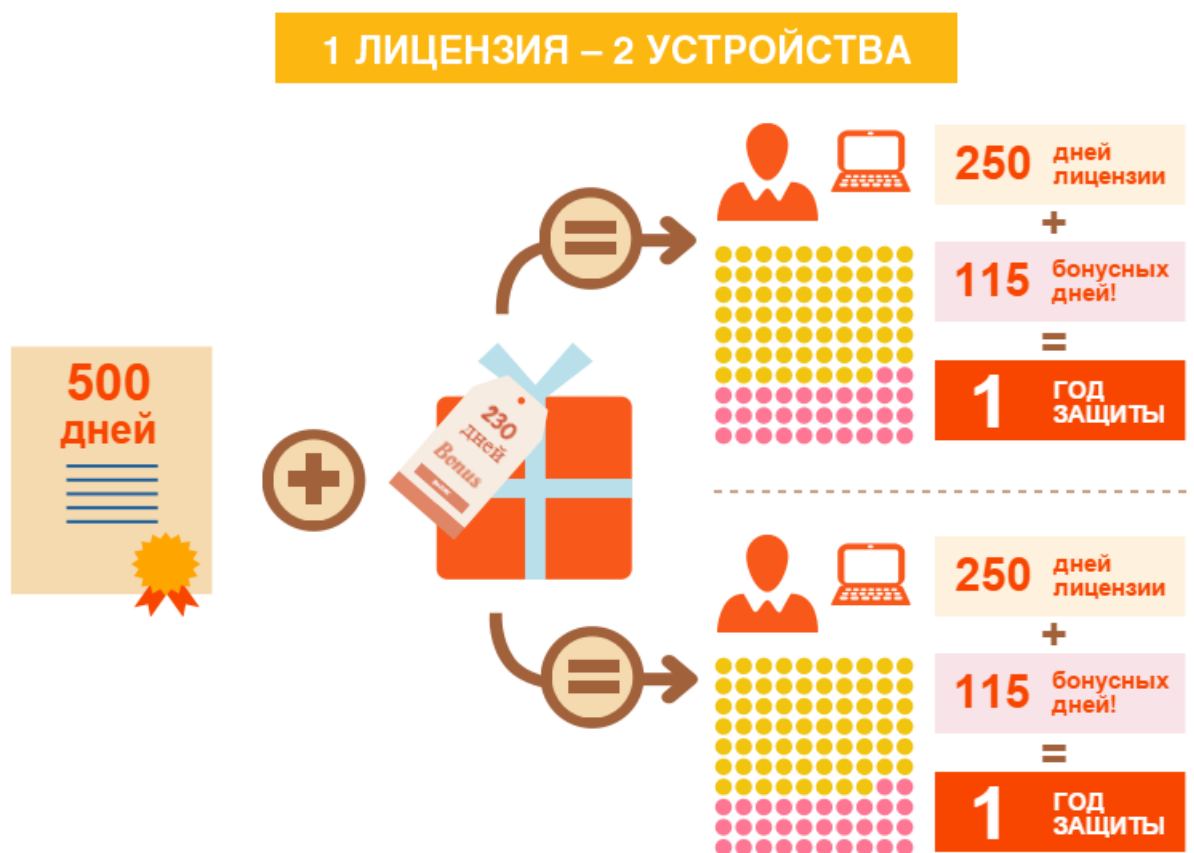 1 ЛИЦЕНЗИЯ – 2 УСТРОЙСТВА
500
дней
230
дней
Bonus
250 дней
лицензии
+
115 бонусных
дней!
=
1 ГОД
ЗАЩИТЫ
250 дней
лицензии
+
115 бонусных
дней!
=
1 ГОД
ЗАЩИТЫ